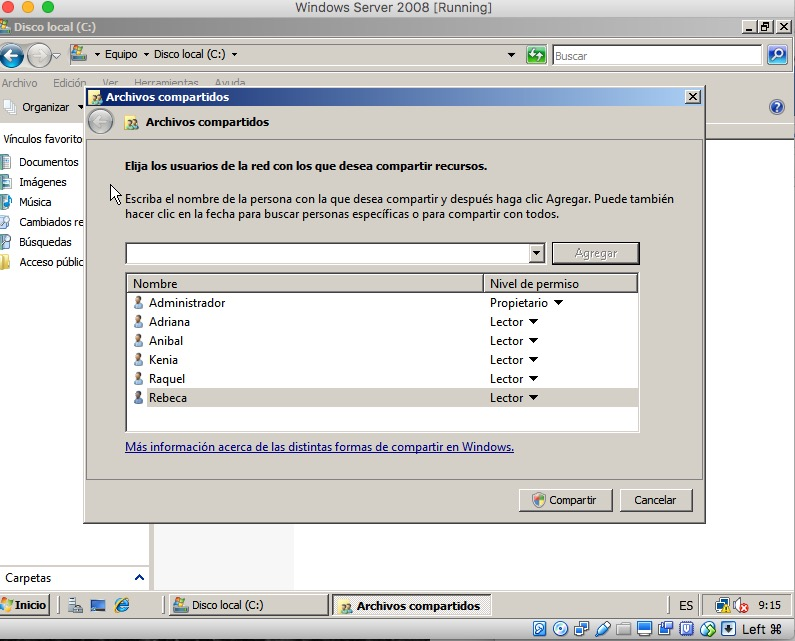 Windows Server 2008 [Running]
Disco local (C:)
Equipo Disco local (C:)
Buscar
Archivo Edición Ver Herramientas Ayuda
Organizar
Archivos compartidos
Archivos compartidos
Vínculos favorito
Documentos
Imágenes
Música
Cambiados re
Búsquedas
Acceso públic
Elija los usuarios de la red con los que desea compartir recursos.
Escriba el nombre de la persona con la que desea compartir y después haga clic Agregar. Puede también
hacer clic en la fecha para buscar personas específicas o para compartir con todos.
Agregar
Nombre Nivel de permiso
Administrador Propietario
Adriana Lector
Anibal Lector
Kenia Lector
Raquel Lector
Rebeca Lector
Más información acerca de las distintas formas de compartir en Windows.
Compartir Cancelar
Carpetas
Inicio Disco local (C:) Archivos compartidos ES 9:15
Left ⌘